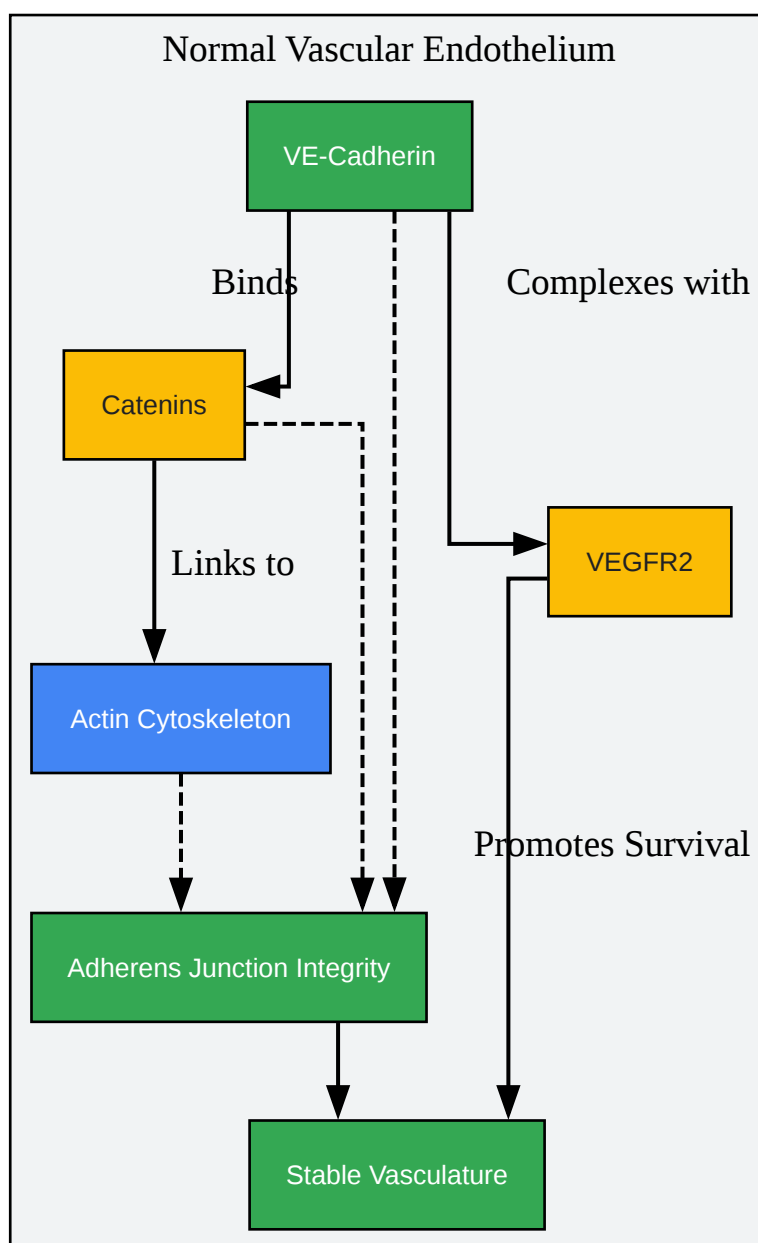 Normal Vascular Endothelium
VE-Cadherin
Binds
Complexes with
Catenins
Links to
VEGFR2
Actin Cytoskeleton
Promotes Survival
Adherens Junction Integrity
Stable Vasculature